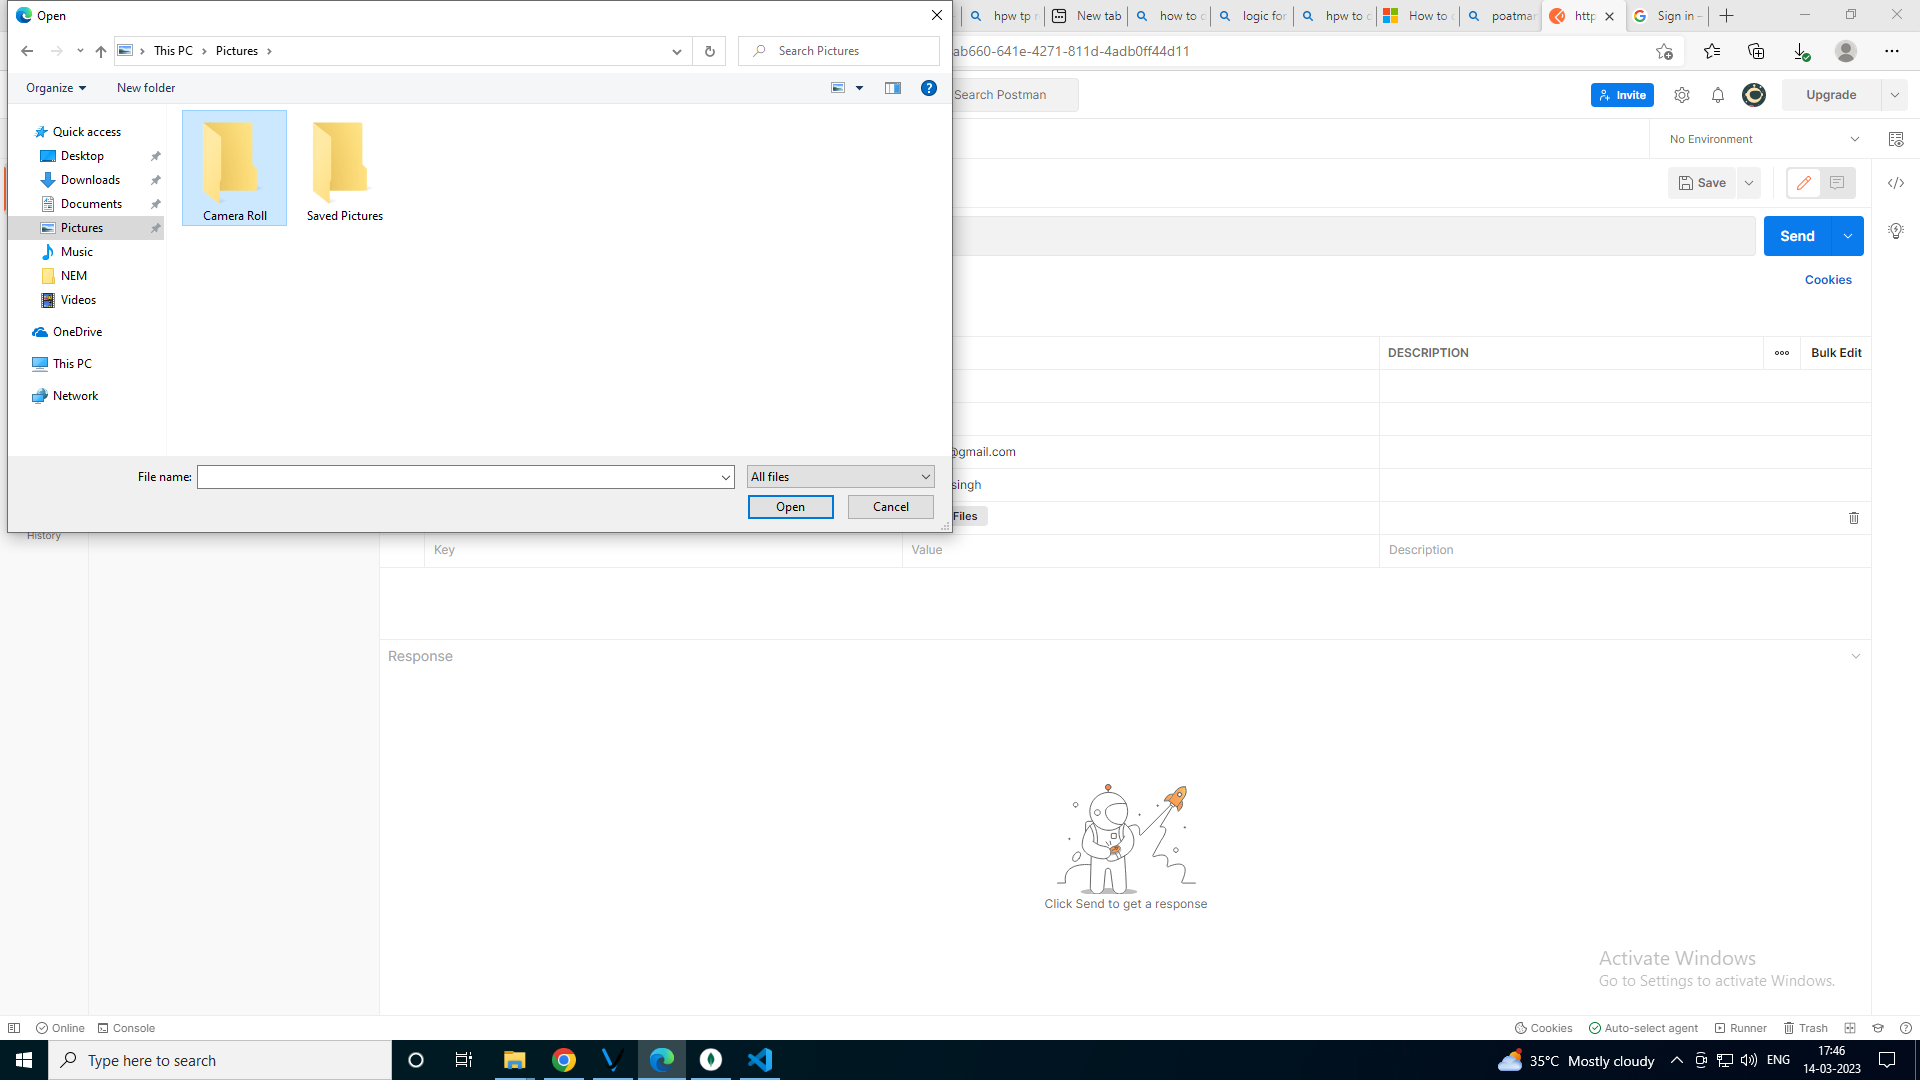 Open
This PC
Pictures
Search Pictures
Organize
New folder
Quick access
Desktop
Downloads
Documents
Pictures
Music
NEM
Videos
OneDrive
This PC
Network
Camera Roll
Saved Pictures
File name:
All files
Open
Cancel
hpw tp
New tab
how to
logic for
hpw to
How to
poatmar
http
Sign in -
ab660-641e-4271-811d-4adb0ff44d11
Search Postman
Invite
Upgrade
No Environment
Save
Send
Cookies
DESCRIPTION
Bulk Edit
@gmail.com
singh
Files
History
Key
Value
Description
Response
Click Send to get a response
Activate Windows
Go to Settings to activate Windows.
Online
Console
Cookies
Auto-select agent
Runner
Trash
Type here to search
35°C Mostly cloudy
ENG
17:46
14-03-2023